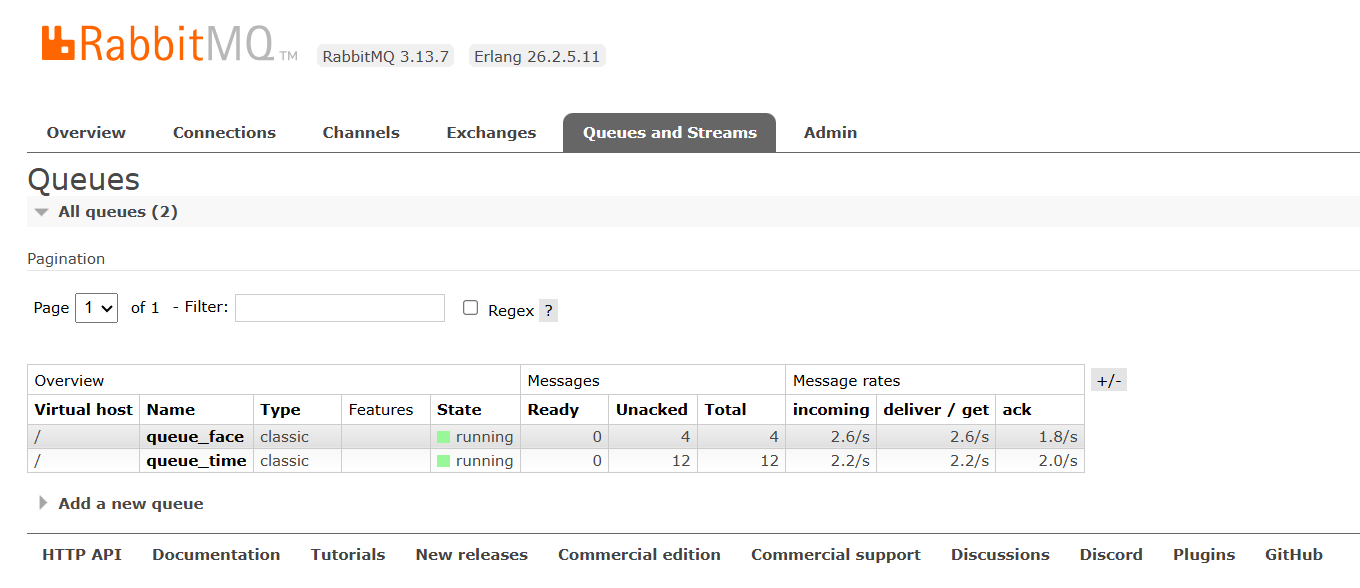 RabbitMQ TM RabbitMQ 3.13.7 Erlang 26.2.5.11
Overview Connections Channels Exchanges Queues and Streams Admin
Queues
All queues (2)
Pagination
Page 1 of 1 - Filter: Regex ?
Overview Messages Message rates +/-
Virtual host Name Type Features State Ready Unacked Total incoming deliver / get ack
/ queue_face classic running 0 4 4 2.6/s 2.6/s 1.8/s
/ queue_time classic running 0 12 12 2.2/s 2.2/s 2.0/s
Add a new queue
HTTP API Documentation Tutorials New releases Commercial edition Commercial support Discussions Discord Plugins GitHub